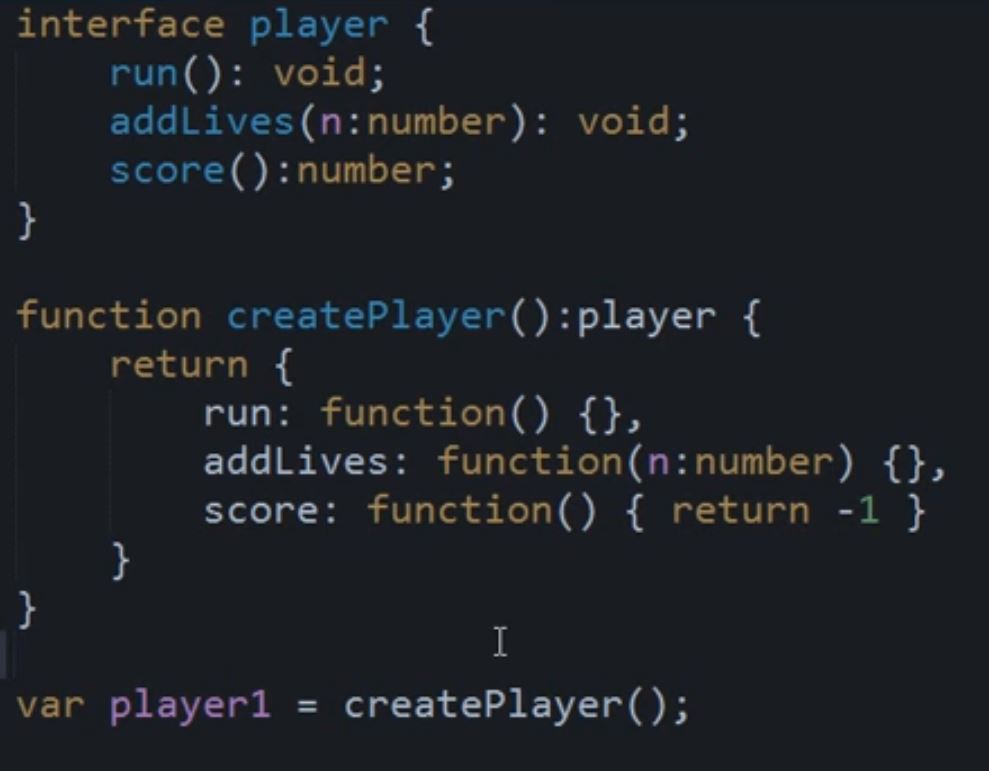 interface player {
    run(): void;
    addLives(n:number): void;
    score():number;
}
function createPlayer():player {
    return {
        run: function() {},
        addLives: function(n:number) {},
        score: function() { return -1 }
    }
}
var player1 = createPlayer();